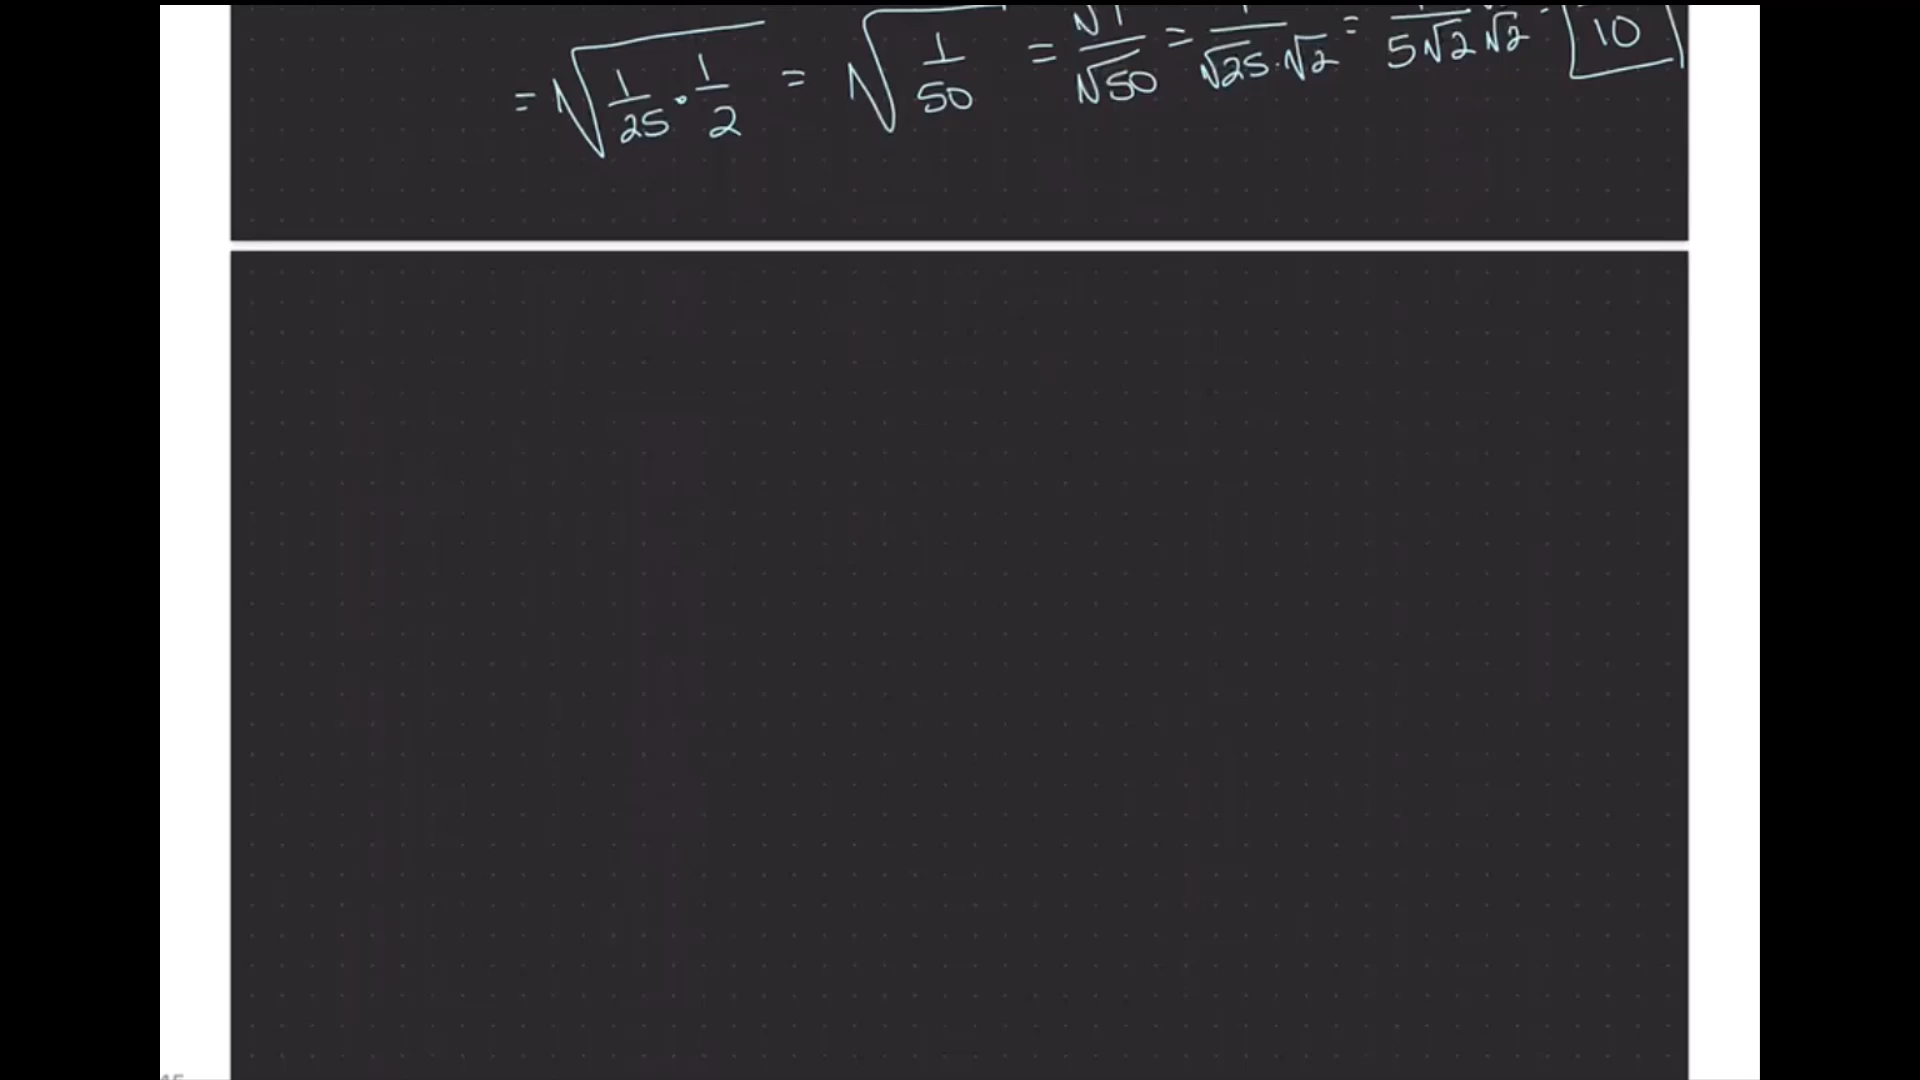 = √(1/25 · 1/2) = √(1/50) = √1/√50 = 1/(√25·√2) = 1/(5√2) √2 = 10